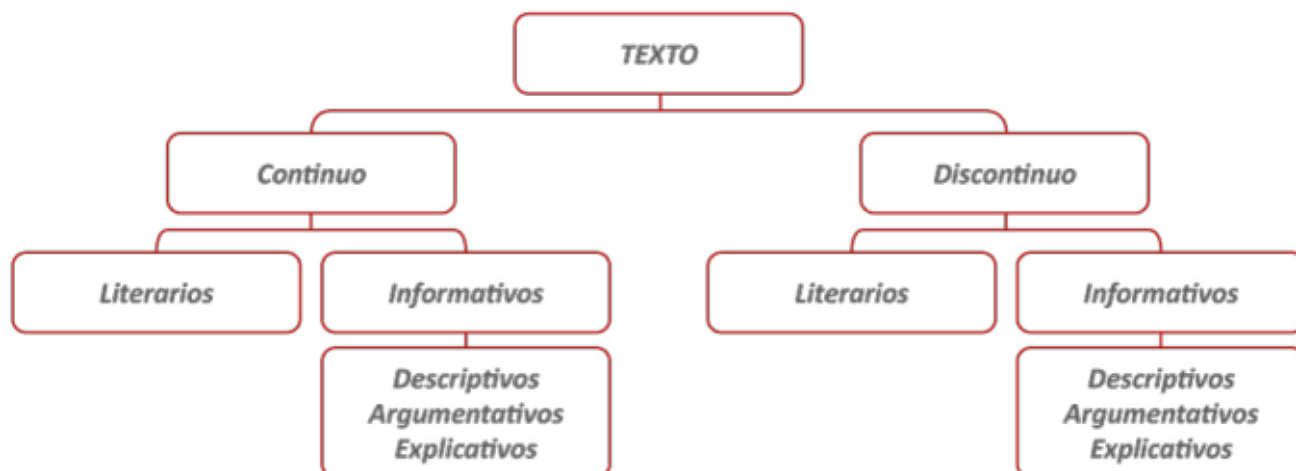 TEXTO
Continuo
Discontinuo
Literarios
Informativos
Literarios
Informativos
Descriptivos
Argumentativos
Explicativos
Descriptivos
Argumentativos
Explicativos